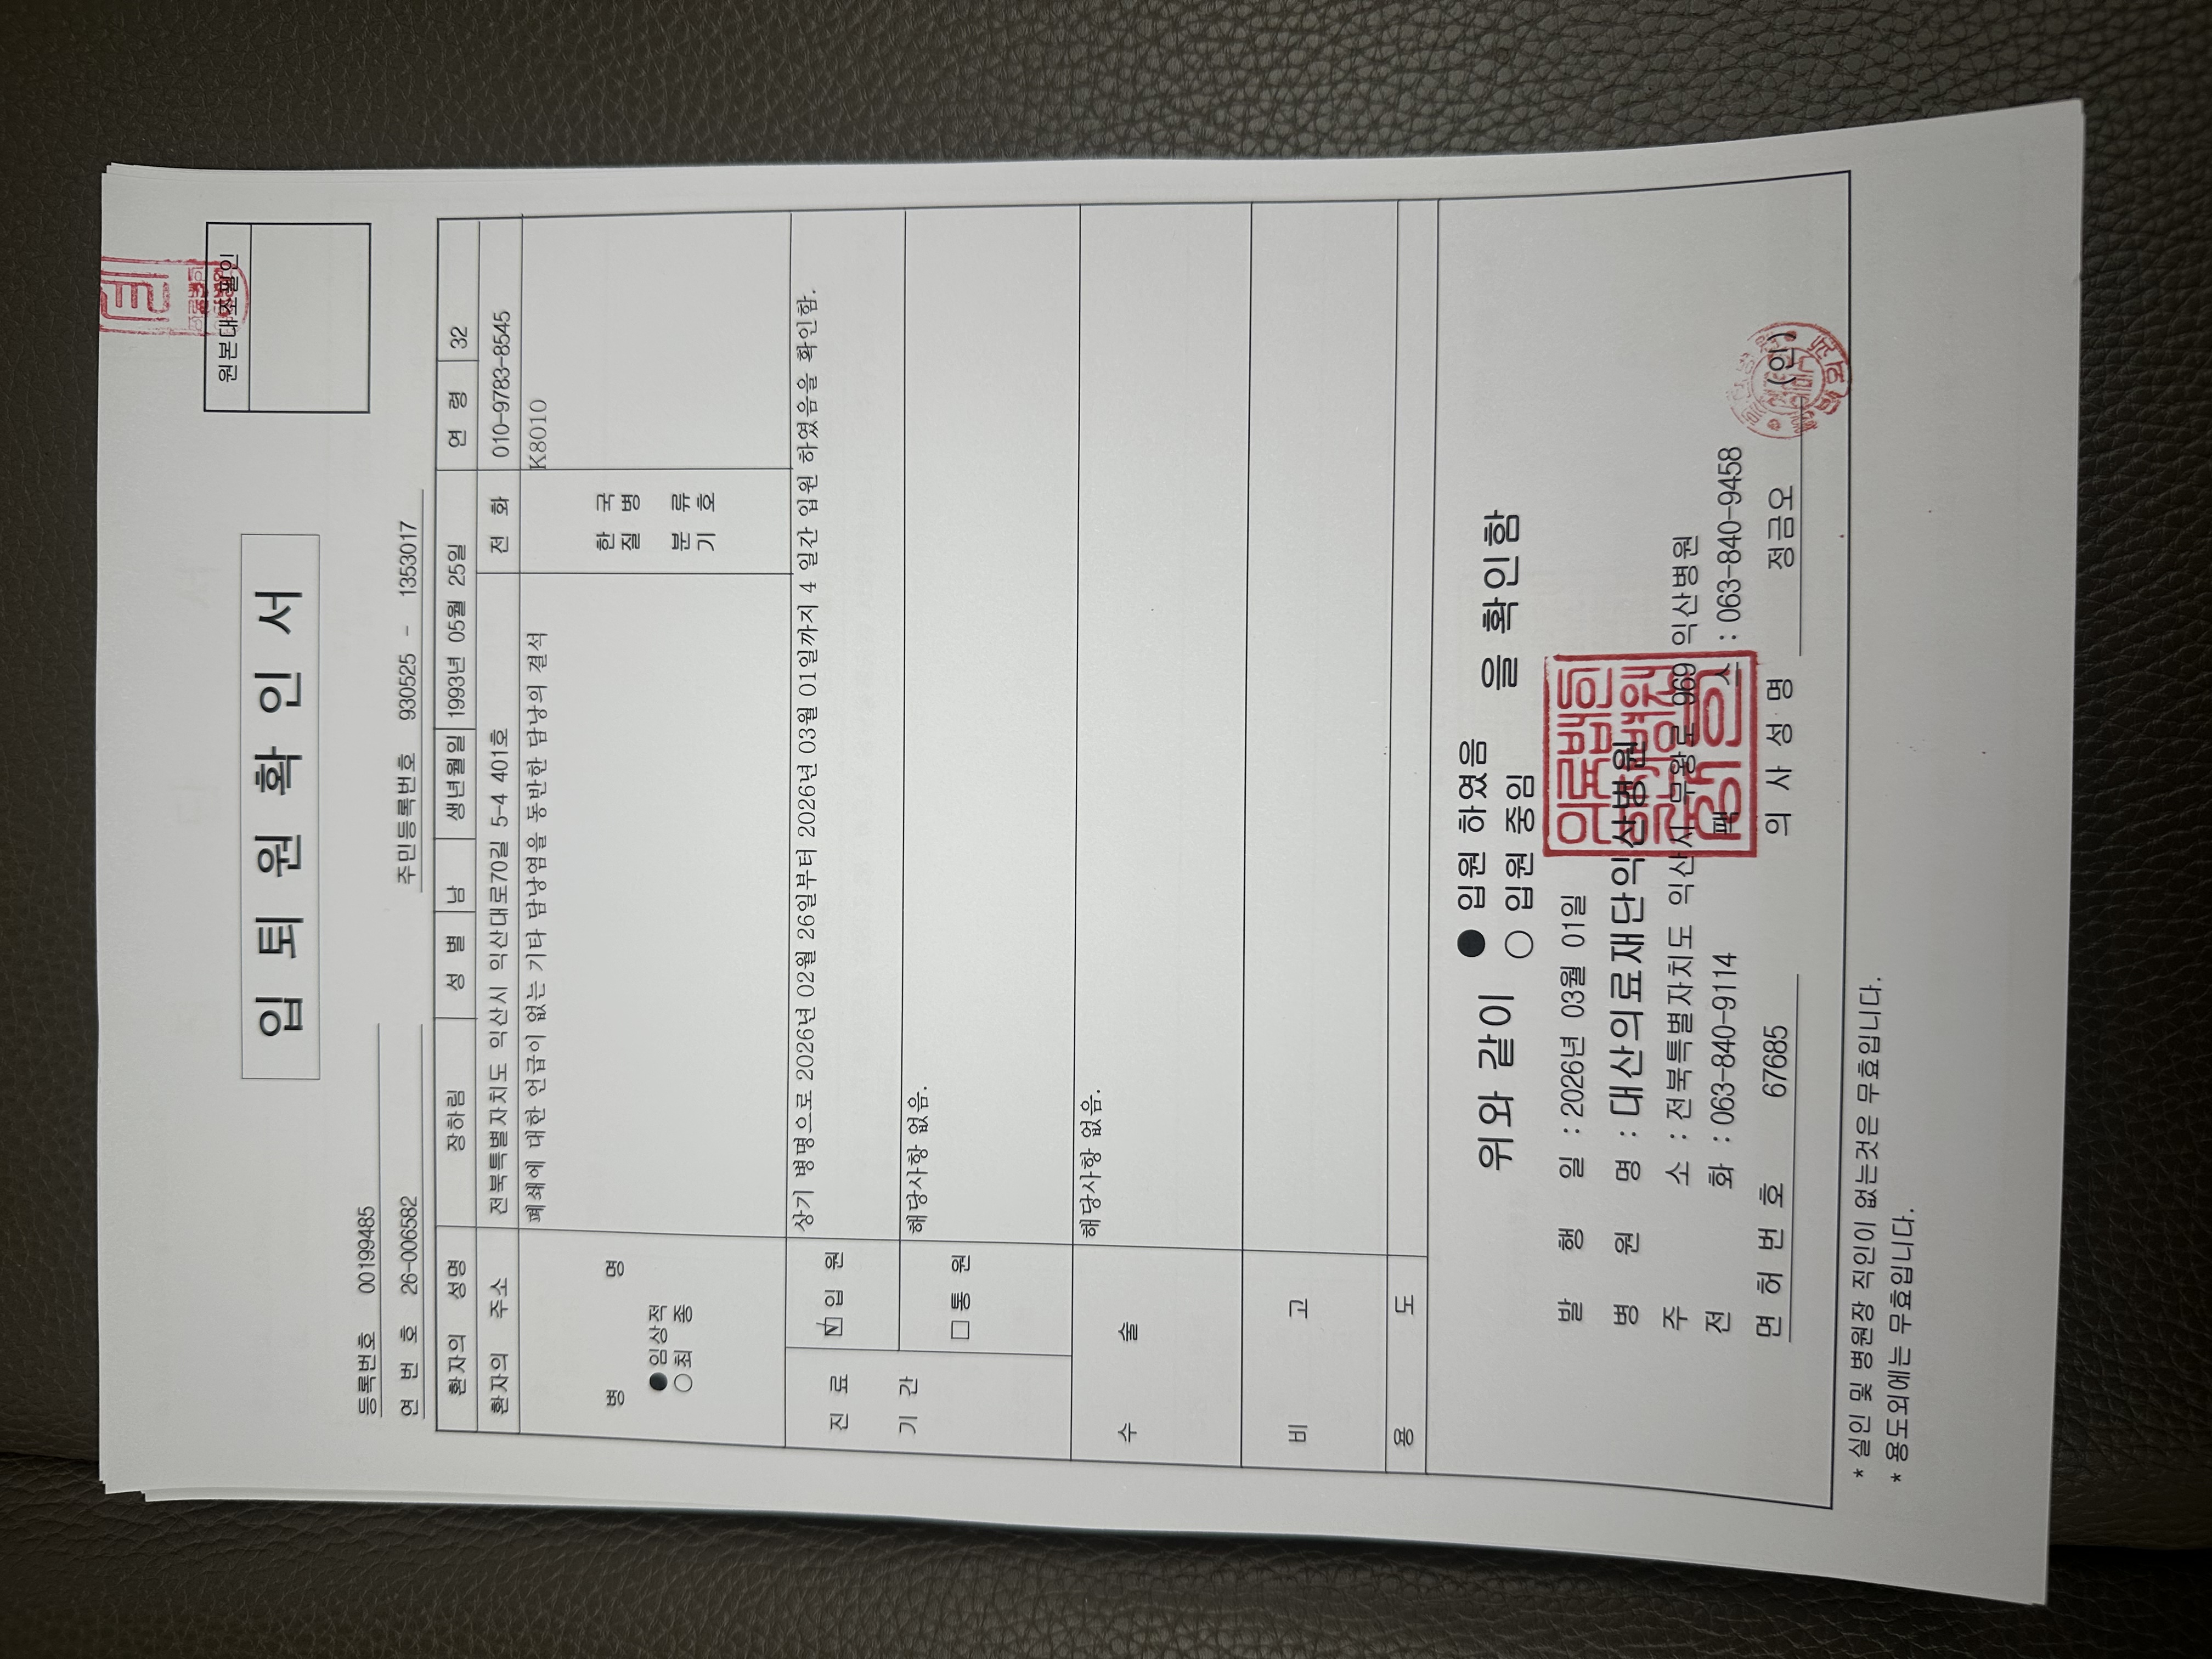 원본대조필인
입 퇴 원 확 인 서
등록번호 00199485
연 번 호 26-006582
주민등록번호 930525 - 1353017
환자의 성명 장하림 성 별 남 생년월일 1993년 05월 25일 연 령 32
환자의 주소 전북특별자치도 익산시 익산대로70길 5-4 401호 전 화 010-9783-8545
병 명
●임상적
○최 종
폐쇄에 대한 언급이 없는 기타 담낭염을 동반한 담낭의 결석
한 국
질 병
분 류
기 호
K8010
진 료
기 간
☑입 원
상기 병명으로 2026년 02월 26일부터 2026년 03월 01일까지 4 일간 입원 하였음을 확인함.
□통 원
해당사항 없음.
수 술
해당사항 없음.
비 고
용 도
위와 같이 ● 입원 하였음 을 확인함
○ 입원 중임
발 행 일 : 2026년 03월 01일
병 원 명 : 대산의료재단익산병원
주 소 : 전북특별자치도 익산시 무왕로 969 익산병원
전 화 : 063-840-9114 팩 스 : 063-840-9458
면 허 번 호 67685 의 사 성 명 정금오 (인)
* 실인 및 병원장 직인이 없는것은 무효입니다.
* 용도외에는 무효입니다.